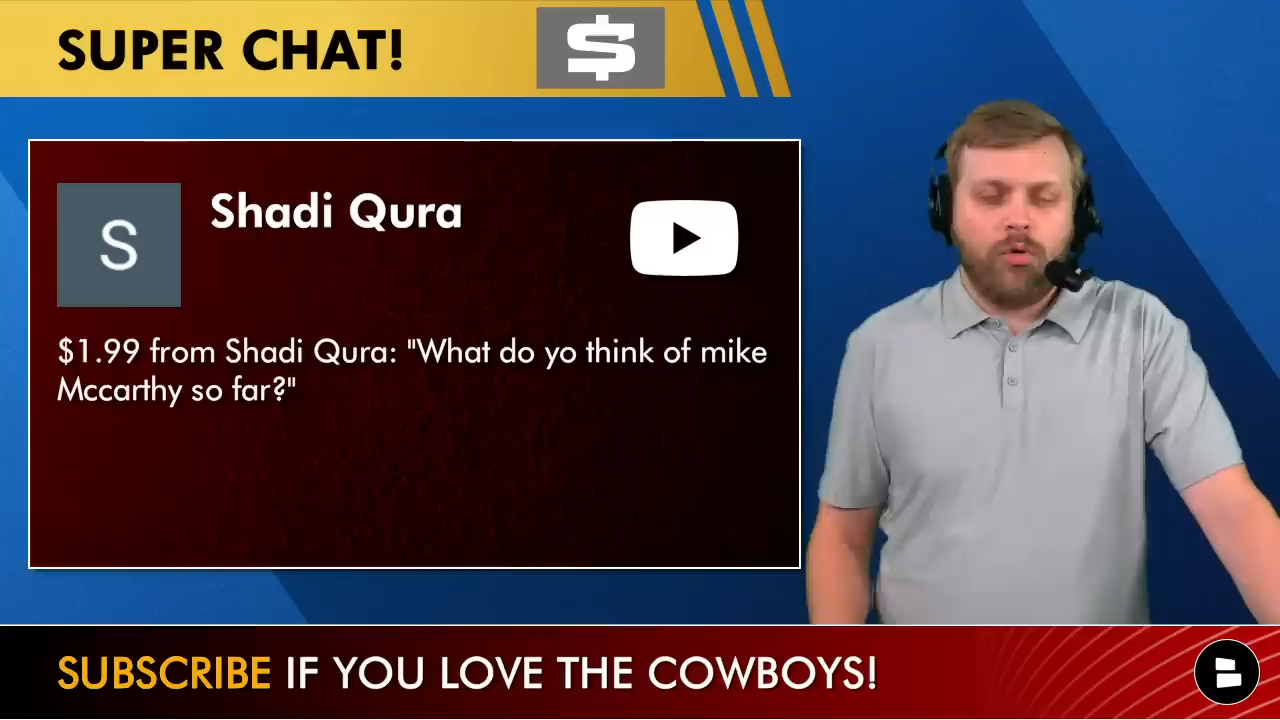 SUPER CHAT!
$
S
Shadi Qura
$1.99 from Shadi Qura: "What do yo think of mike
Mccarthy so far?"
SUBSCRIBE IF YOU LOVE THE COWBOYS!